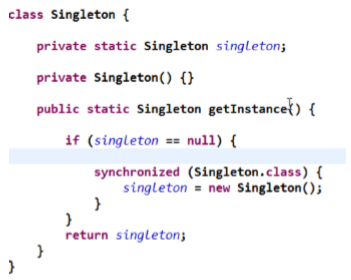 class Singleton {
private static Singleton singleton;
private Singleton() {}
public static Singleton getInstance() {
if (singleton == null) {
synchronized (Singleton.class) {
singleton = new Singleton();
}
}
return singleton;
}
}